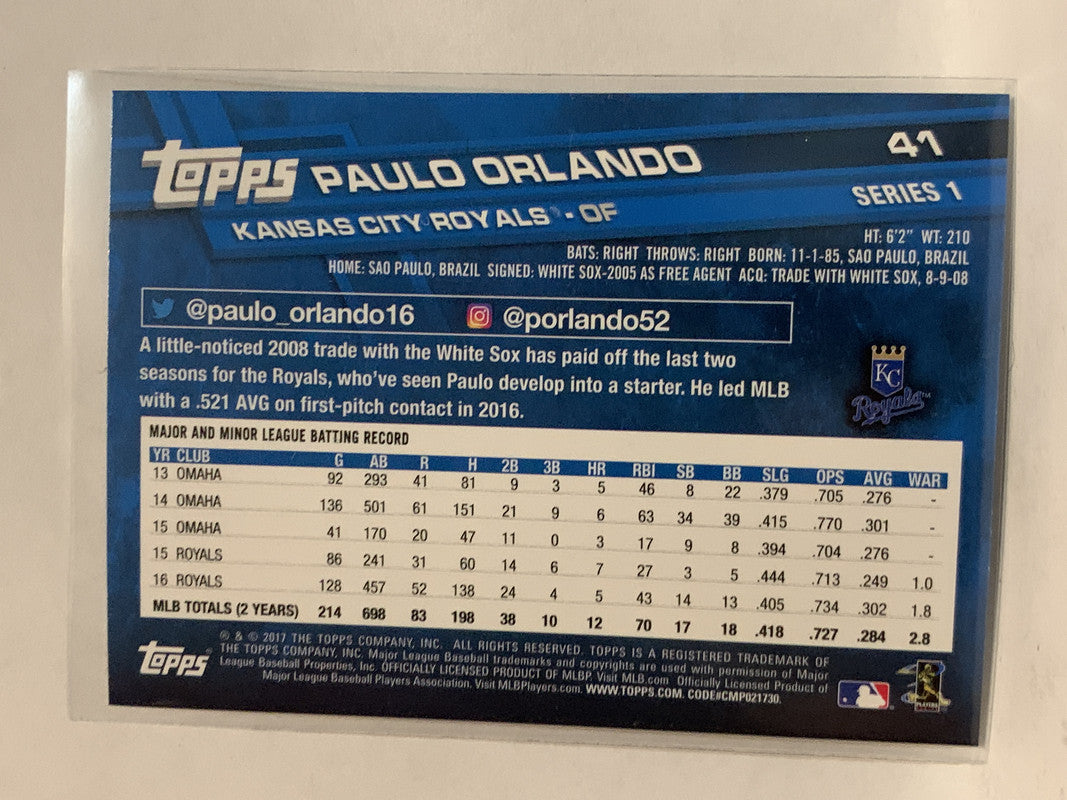 topps PAULO ORLANDO 41
KANSAS CITY ROYALS® - OF SERIES 1
HT: 6'2" WT: 210
BATS: RIGHT THROWS: RIGHT BORN: 11-1-85, SAO PAULO, BRAZIL
HOME: SAO PAULO, BRAZIL SIGNED: WHITE SOX-2005 AS FREE AGENT ACQ: TRADE WITH WHITE SOX, 8-9-08
@paulo_orlando16 @porlando52
A little-noticed 2008 trade with the White Sox has paid off the last two
seasons for the Royals, who've seen Paulo develop into a starter. He led MLB
with a .521 AVG on first-pitch contact in 2016.
KC
Royals™
MAJOR AND MINOR LEAGUE BATTING RECORD
YR CLUB G AB R H 2B 3B HR RBI SB BB SLG OPS AVG WAR
13 OMAHA 92 293 41 81 9 3 5 46 8 22 .379 .705 .276 -
14 OMAHA 136 501 61 151 21 9 6 63 34 39 .415 .770 .301 -
15 OMAHA 41 170 20 47 11 0 3 17 9 8 .394 .704 .276 -
15 ROYALS 86 241 31 60 14 6 7 27 3 5 .444 .713 .249 1.0
16 ROYALS 128 457 52 138 24 4 5 43 14 13 .405 .734 .302 1.8
MLB TOTALS (2 YEARS) 214 698 83 198 38 10 12 70 17 18 .418 .727 .284 2.8
topps®
® & © 2017 THE TOPPS COMPANY, INC. ALL RIGHTS RESERVED. TOPPS IS A REGISTERED TRADEMARK OF
THE TOPPS COMPANY, INC. Major League Baseball trademarks and copyrights are used with permission of Major
League Baseball Properties, Inc. OFFICIALLY LICENSED PRODUCT OF MLBP. Visit MLB.com Officially Licensed Product of
Major League Baseball Players Association. Visit MLBPlayers.com. WWW.TOPPS.COM. CODE#CMP021730.
PLAYERS